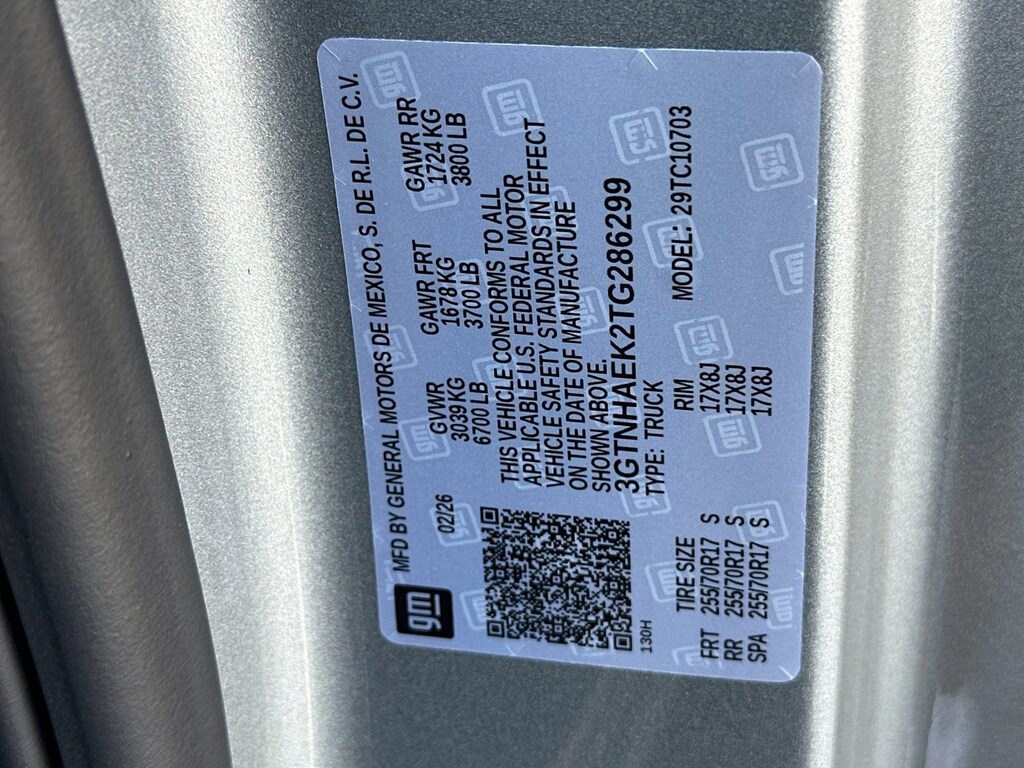 gm MFD BY GENERAL MOTORS DE MEXICO, S. DE R.L. DE C.V.
02/26 GVWR GAWR FRT GAWR RR
3039 KG 1678 KG 1724 KG
6700 LB 3700 LB 3800 LB
THIS VEHICLE CONFORMS TO ALL
APPLICABLE U.S. FEDERAL MOTOR
VEHICLE SAFETY STANDARDS IN EFFECT
ON THE DATE OF MANUFACTURE
SHOWN ABOVE.
3GTNHAEK2TG286299
130H TYPE: TRUCK
TIRE SIZE RIM MODEL: 29TC10703
FRT 255/70R17 S 17X8J
RR 255/70R17 S 17X8J
SPA 255/70R17 S 17X8J